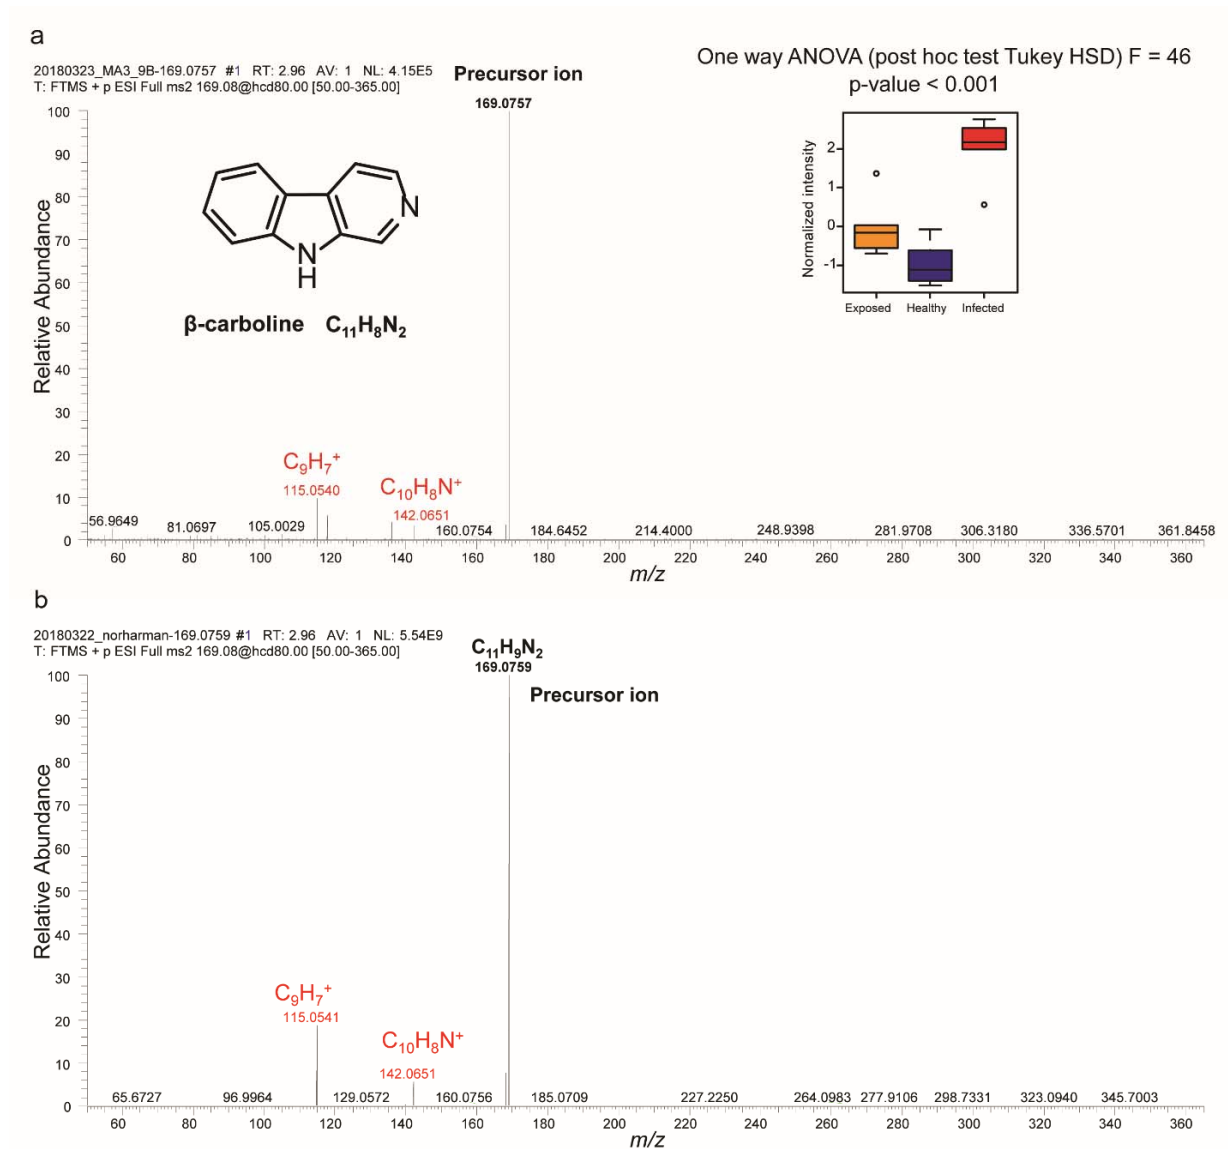 a
20180323_MA3_9B-169.0757 #1 RT: 2.96 AV: 1 NL: 4.15E5
T: FTMS + p ESI Full ms2 169.08@hcd80.00 [50.00-365.00]
Precursor ion
169.0757
One way ANOVA (post hoc test Tukey HSD) F = 46
p-value < 0.001
Normalized intensity
2
1
0
-1
Exposed Healthy Infected
Relative Abundance
100
90
80
70
60
50
40
30
20
10
0
N
N
H
β-carboline C₁₁H₈N₂
C₉H₇⁺
115.0540
C₁₀H₈N⁺
142.0651
56.9649 81.0697 105.0029 160.0754 184.6452 214.4000 248.9398 281.9708 306.3180 336.5701 361.8458
60 80 100 120 140 160 180 200 220 240 260 280 300 320 340 360
m/z
b
20180322_norharman-169.0759 #1 RT: 2.96 AV: 1 NL: 5.54E9
T: FTMS + p ESI Full ms2 169.08@hcd80.00 [50.00-365.00]
C₁₁H₉N₂
169.0759
Precursor ion
Relative Abundance
100
90
80
70
60
50
40
30
20
10
0
C₉H₇⁺
115.0541
C₁₀H₈N⁺
142.0651
65.6727 96.9964 129.0572 160.0756 185.0709 227.2250 264.0983 277.9106 298.7331 323.0940 345.7003
60 80 100 120 140 160 180 200 220 240 260 280 300 320 340 360
m/z